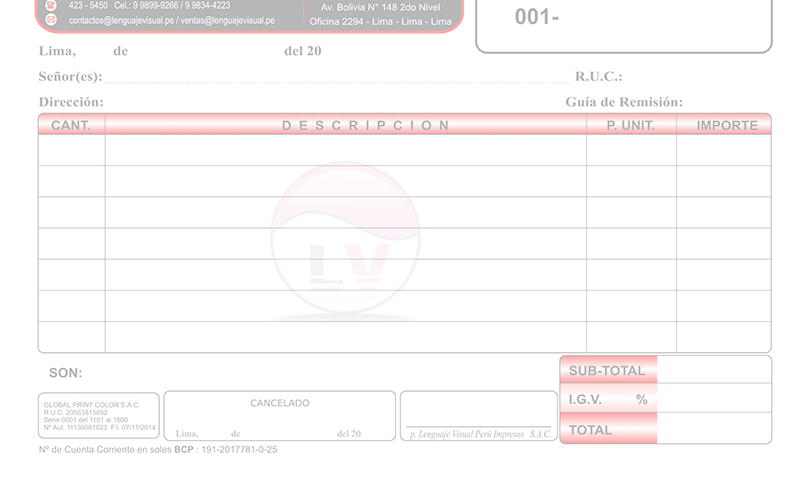 423 - 5450 Cel.: 9 9899-9266 / 9 9834-4223
contactos@lenguajevisual.pe / ventas@lenguajevisual.pe
Av. Bolivia N° 148 2do Nivel
Oficina 2294 - Lima - Lima - Lima
001-
Lima, de del 20
Señor(es): R.U.C.:
Dirección: Guía de Remisión:
CANT. DESCRIPCION P. UNIT. IMPORTE
LV
SON:
SUB-TOTAL
I.G.V. %
TOTAL
GLOBAL PRINT COLOR S.A.C.
R.U.C. 20553815852
Serie 0001 del 1101 al 1600
Nº Aut. 11136081023 F.I. 07/11/2014
CANCELADO
Lima, de del 20
p. Lenguaje Visual Perú Impresos S.A.C.
Nº de Cuenta Corriente en soles BCP : 191-2017781-0-25